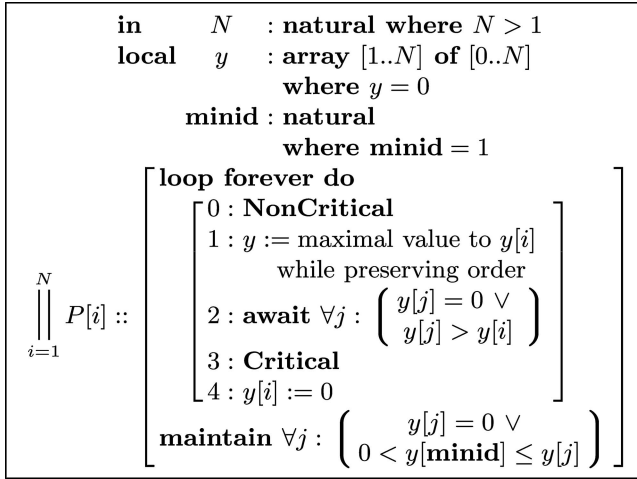 in N : natural where N > 1
local y : array [1..N] of [0..N]
where y = 0
minid : natural
where minid = 1
loop forever do
0 : NonCritical
1 : y := maximal value to y[i]
while preserving order
N
|| P[i] ::
i=1
2 : await ∀j : ( y[j] = 0 ∨
y[j] > y[i] )
3 : Critical
4 : y[i] := 0
maintain ∀j : ( y[j] = 0 ∨
0 < y[minid] ≤ y[j] )